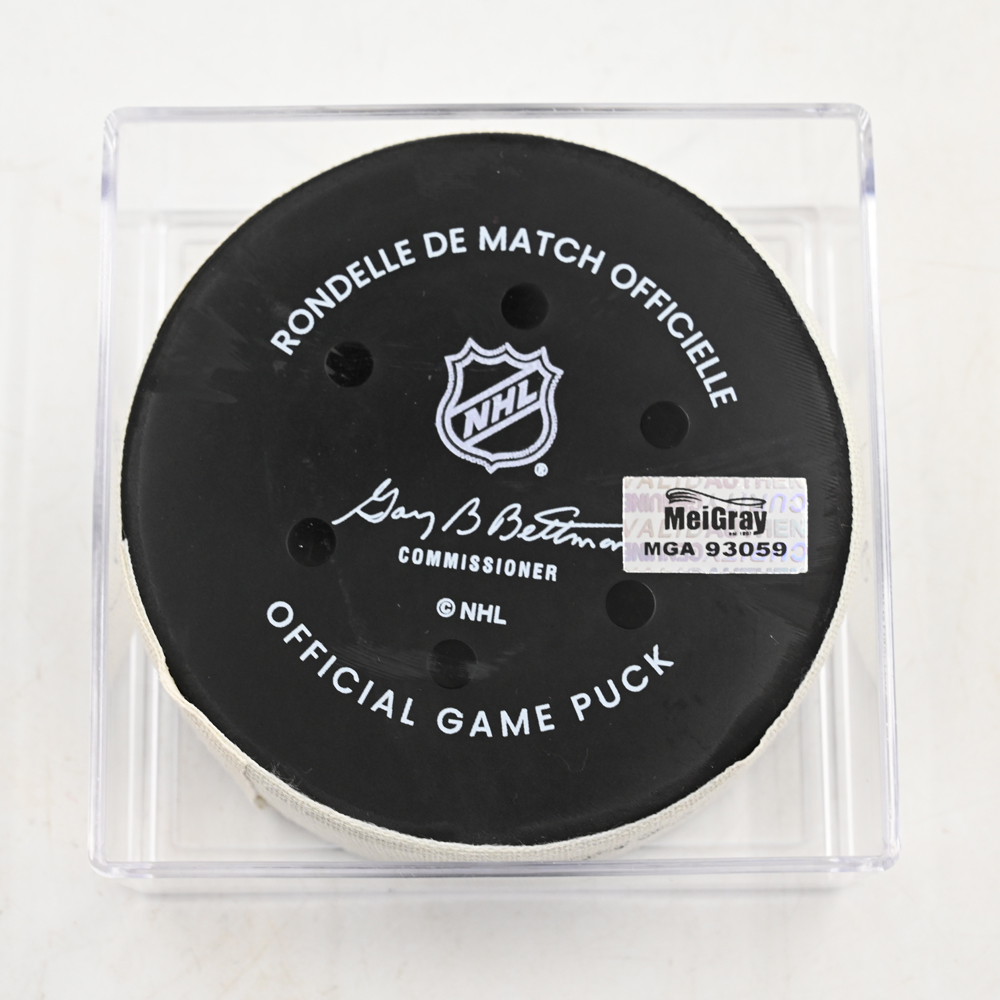 RONDELLE DE MATCH OFFICIELLE
NHL
Gary B Bettman
COMMISSIONER
© NHL
OFFICIAL GAME PUCK
MeiGray
MGA 93059